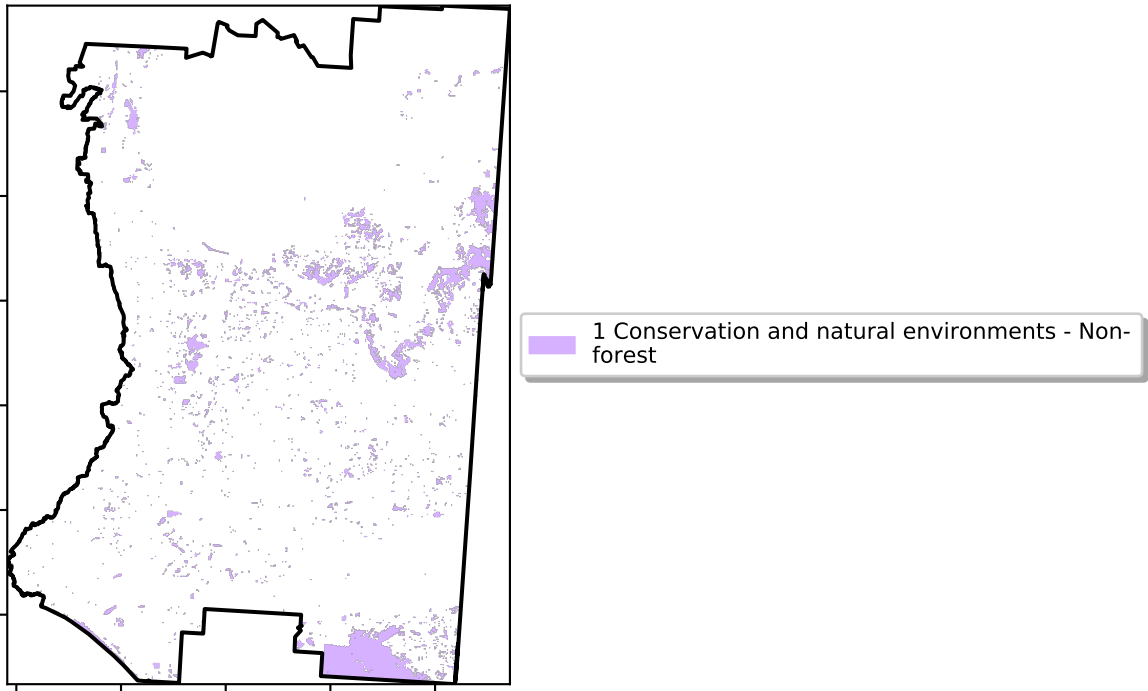 1 Conservation and natural environments - Non-
forest